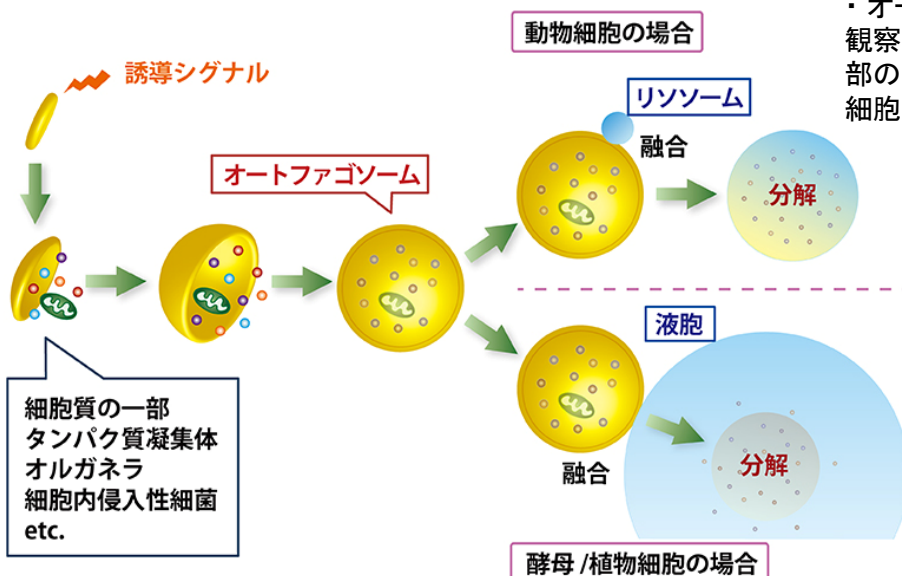 動物細胞の場合
・オー
観察
部の
細胞
誘導シグナル
リソソーム
融合
オートファゴソーム
分解
液胞
細胞質の一部
タンパク質凝集体
オルガネラ
細胞内侵入性細菌
etc.
融合
分解
酵母/植物細胞の場合